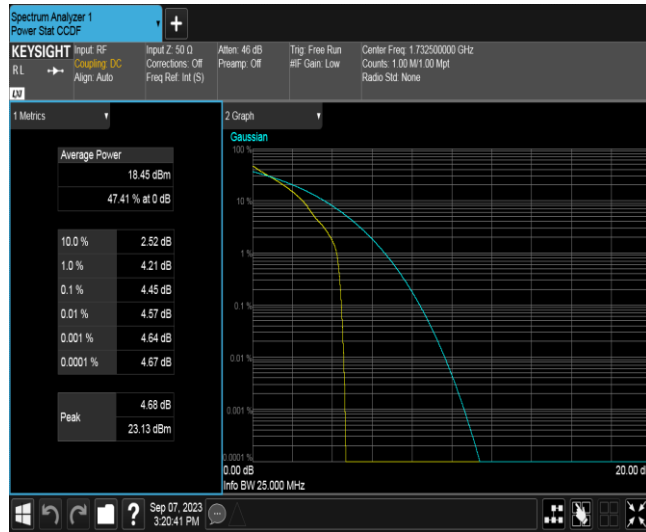 Spectrum Analyzer 1
Power Stat CCDF
KEYSIGHT
RL
LXI
Input: RF
Coupling: DC
Align: Auto
Input Z: 50 Ω
Corrections: Off
Freq Ref: Int (S)
Atten: 46 dB
Preamp: Off
Trig: Free Run
#IF Gain: Low
Center Freq: 1.732500000 GHz
Counts: 1.00 M/1.00 Mpt
Radio Std: None
1 Metrics
Average Power
18.45 dBm
47.41 % at 0 dB
10.0 % 2.52 dB
1.0 % 4.21 dB
0.1 % 4.45 dB
0.01 % 4.57 dB
0.001 % 4.64 dB
0.0001 % 4.67 dB
Peak
4.68 dB
23.13 dBm
2 Graph
Gaussian
100 %
10 %
1 %
0.1 %
0.01 %
0.001 %
0.0001 %
0.00 dB
20.00 d
Info BW 25.000 MHz
?
Sep 07, 2023
3:20:41 PM